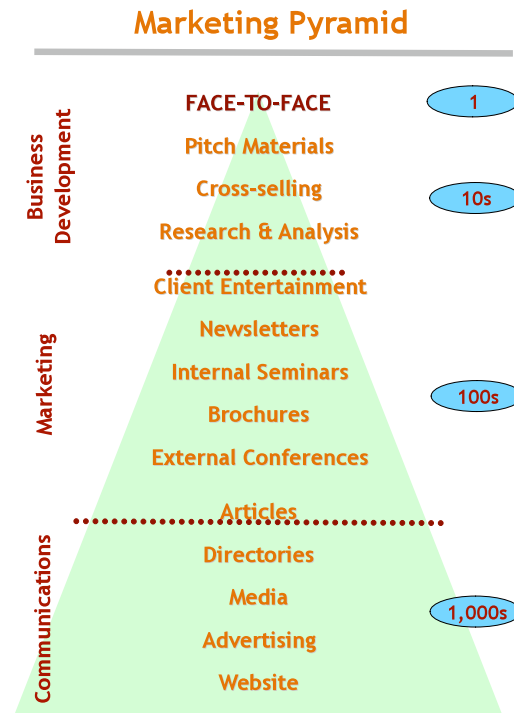 Marketing Pyramid
FACE-TO-FACE
1
Pitch Materials
Business
Development
Cross-selling
10s
Research & Analysis
Client Entertainment
Newsletters
Marketing
Internal Seminars
100s
Brochures
External Conferences
Articles
Directories
Communications
Media
1,000s
Advertising
Website